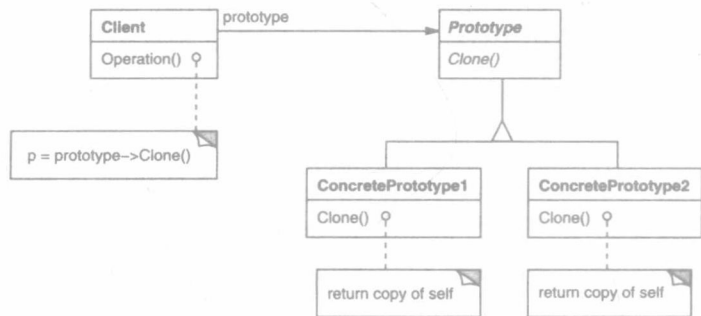 Client
prototype
Prototype
Operation()
Clone()
p = prototype–>Clone()
ConcretePrototype1
ConcretePrototype2
Clone()
Clone()
return copy of self
return copy of self